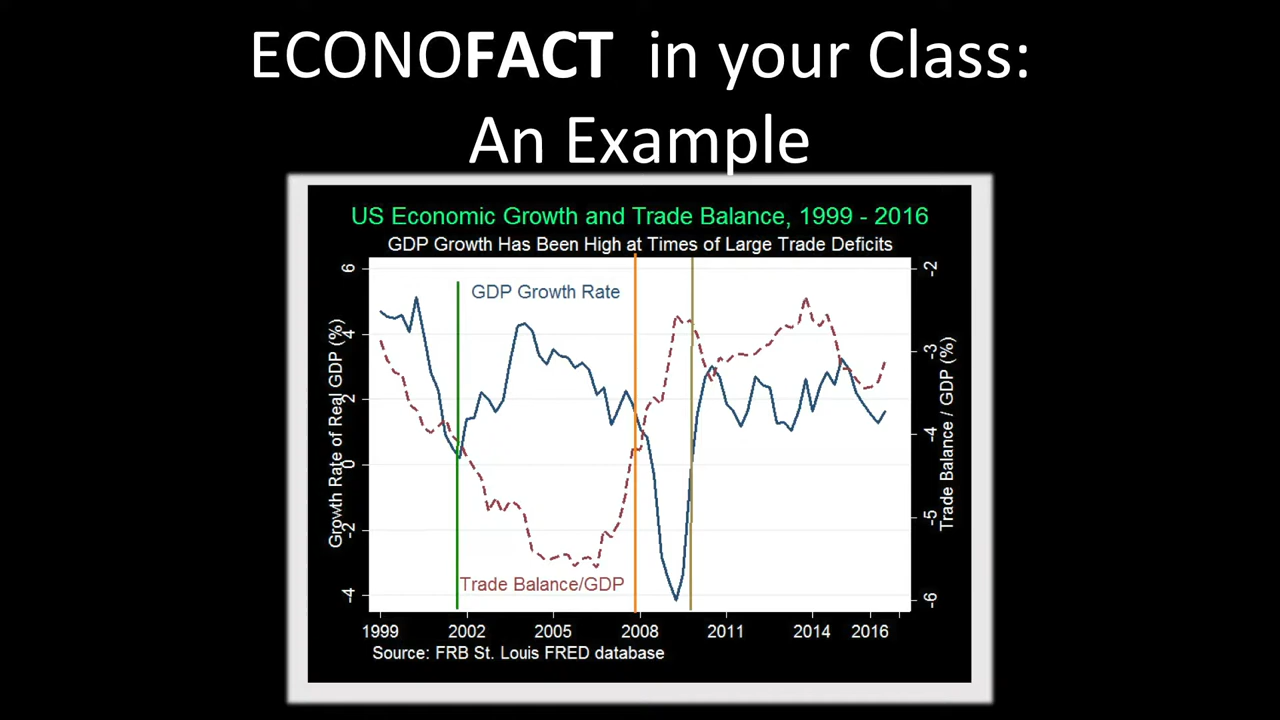 ECONOFACT in your Class:
An Example
US Economic Growth and Trade Balance, 1999 - 2016
GDP Growth Has Been High at Times of Large Trade Deficits
GDP Growth Rate
Trade Balance/GDP
Growth Rate of Real GDP (%)
6
4
2
0
-2
-4
Trade Balance / GDP (%)
-2
-3
-4
-5
-6
1999 2002 2005 2008 2011 2014 2016
Source: FRB St. Louis FRED database